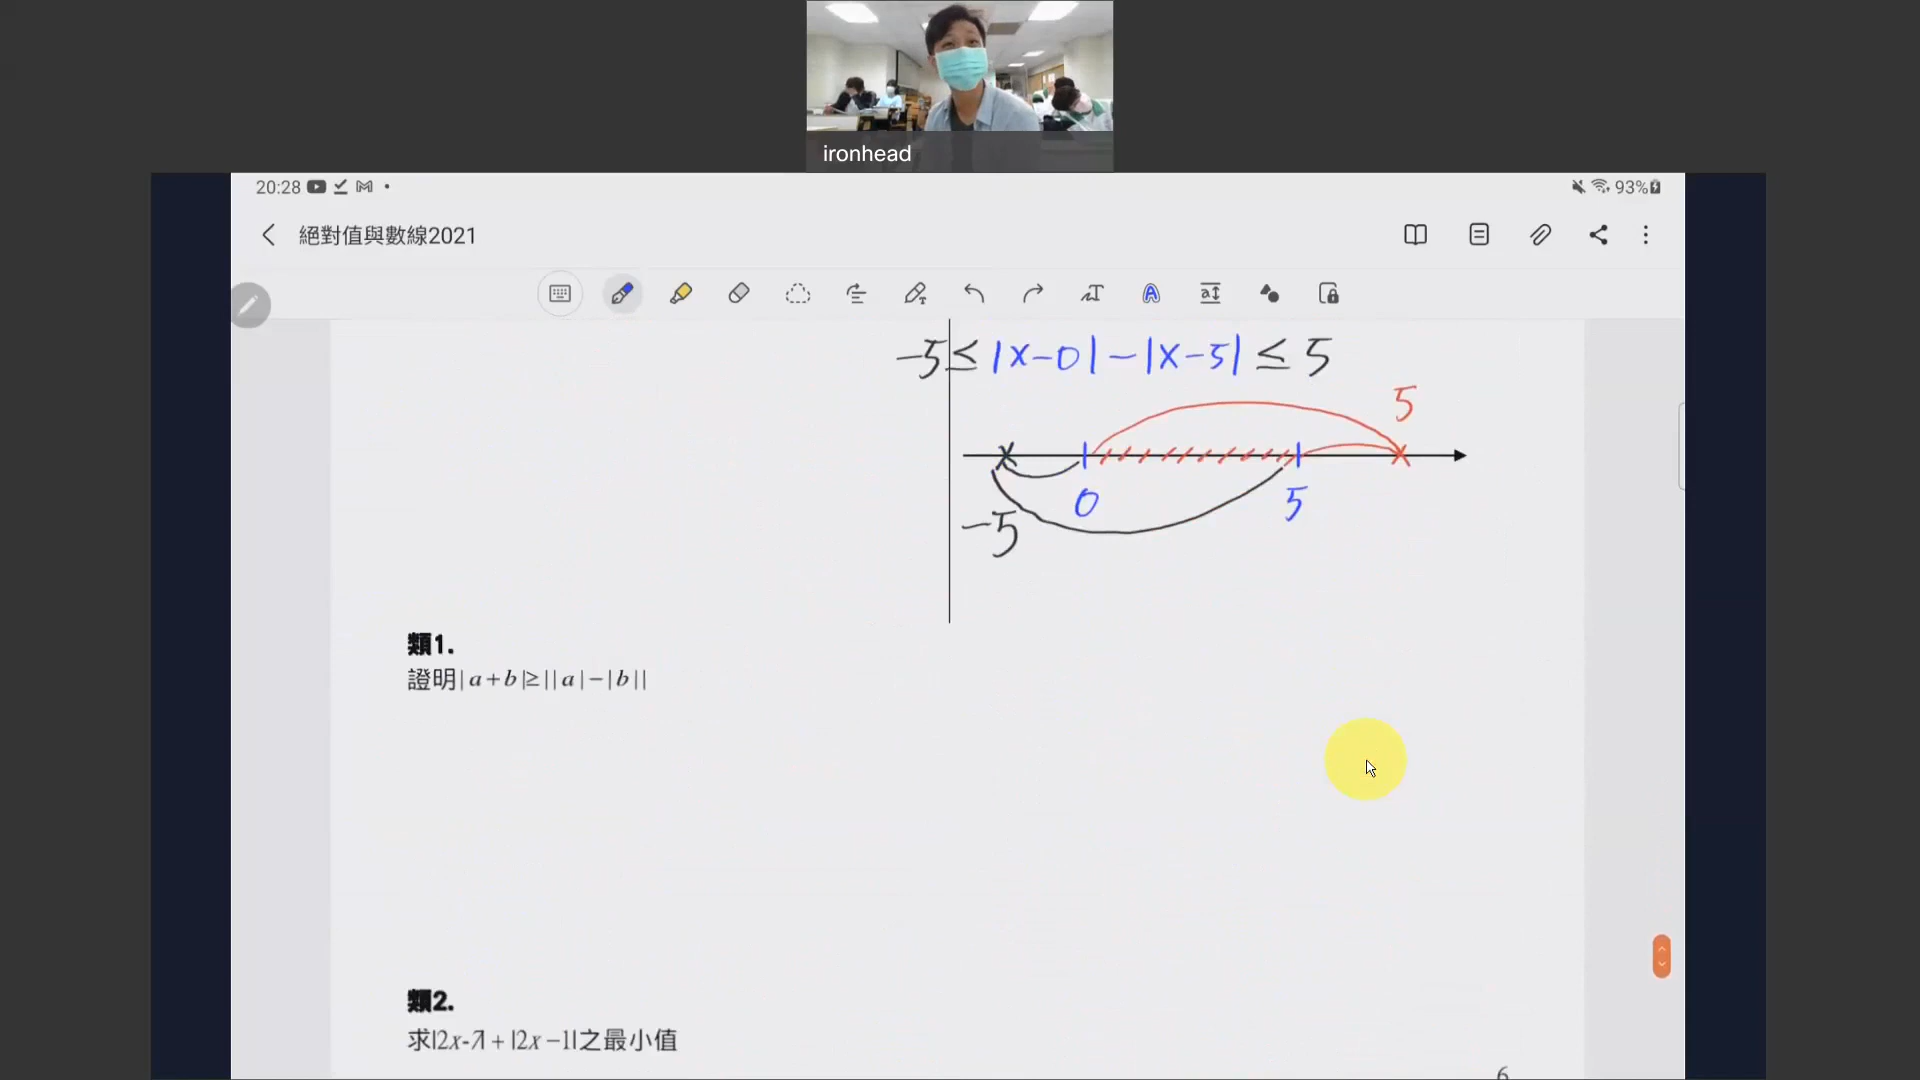 ironhead
20:28
93%
絕對值與數線2021
-5 ≤ |x-0| - |x-5| ≤ 5
5
0
5
-5
類1.
證明|a+b|≥||a|-|b||
類2.
求|2x-7|+|2x-1|之最小值
6